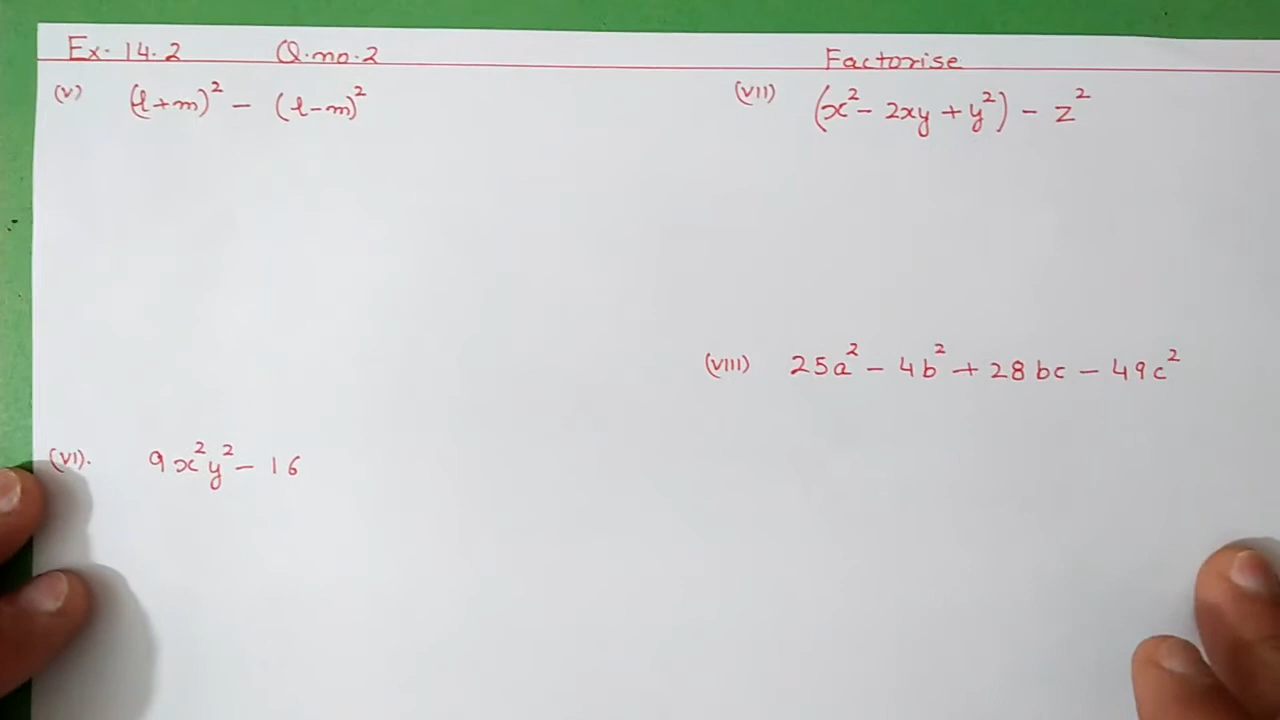 Ex. 14.2 Q.no.2 Factorise
(v) (l+m)² − (l−m)²
(vii) (x² − 2xy + y²) − z²
(viii) 25a² − 4b² + 28bc − 49c²
(vi). 9x²y² − 16